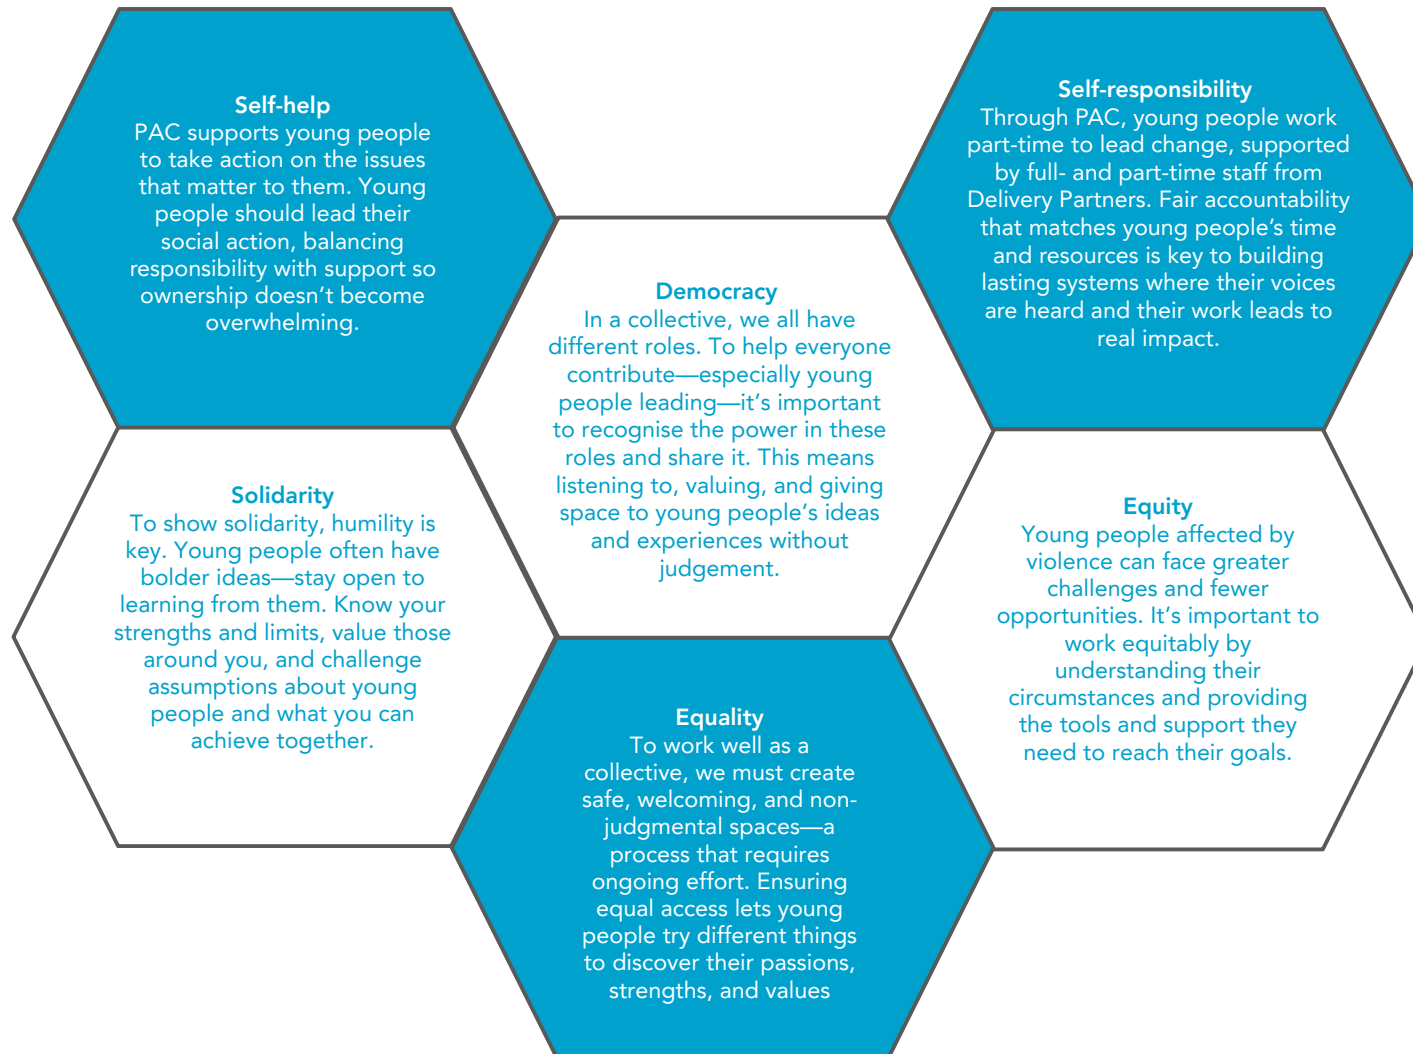 Self-help
PAC supports young people
to take action on the issues
that matter to them. Young
people should lead their
social action, balancing
responsibility with support so
ownership doesn’t become
overwhelming.
Self-responsibility
Through PAC, young people work
part-time to lead change, supported
by full- and part-time staff from
Delivery Partners. Fair accountability
that matches young people’s time
and resources is key to building
lasting systems where their voices
are heard and their work leads to
real impact.
Democracy
In a collective, we all have
different roles. To help everyone
contribute—especially young
people leading—it’s important
to recognise the power in these
roles and share it. This means
listening to, valuing, and giving
space to young people’s ideas
and experiences without
judgement.
Solidarity
To show solidarity, humility is
key. Young people often have
bolder ideas—stay open to
learning from them. Know your
strengths and limits, value those
around you, and challenge
assumptions about young
people and what you can
achieve together.
Equity
Young people affected by
violence can face greater
challenges and fewer
opportunities. It’s important to
work equitably by
understanding their
circumstances and providing
the tools and support they
need to reach their goals.
Equality
To work well as a
collective, we must create
safe, welcoming, and non-
judgmental spaces—a
process that requires
ongoing effort. Ensuring
equal access lets young
people try different things
to discover their passions,
strengths, and values